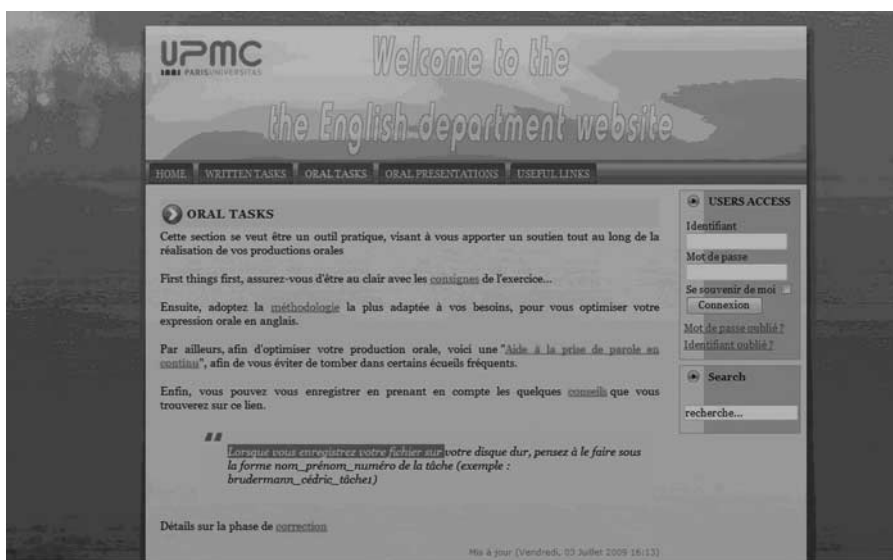 UPMC
PARISUNIVERSITAS
Welcome to the
the English-department website
HOME WRITTEN TASKS ORAL TASKS ORAL PRESENTATIONS USEFUL LINKS
ORAL TASKS
Cette section se veut être un outil pratique, visant à vous apporter un soutien tout au long de la
réalisation de vos productions orales
First things first, assurez-vous d'être au clair avec les consignes de l'exercice...
Ensuite, adoptez la méthodologie la plus adaptée à vos besoins, pour vous optimiser votre
expression orale en anglais.
Par ailleurs, afin d'optimiser votre production orale, voici une "Aide à la prise de parole en
continu", afin de vous éviter de tomber dans certains écueils fréquents.
Enfin, vous pouvez vous enregistrer en prenant en compte les quelques conseils que vous
trouverez sur ce lien.
Lorsque vous enregistrez votre fichier sur votre disque dur, pensez à le faire sous
la forme nom_prénom_numéro de la tâche (exemple :
brudermann_cédric_tâche1)
Détails sur la phase de correction
Mis à jour (Vendredi, 03 Juillet 2009 16:13)
USERS ACCESS
Identifiant
Mot de passe
Se souvenir de moi
Connexion
Mot de passe oublié ?
Identifiant oublié ?
Search
recherche...